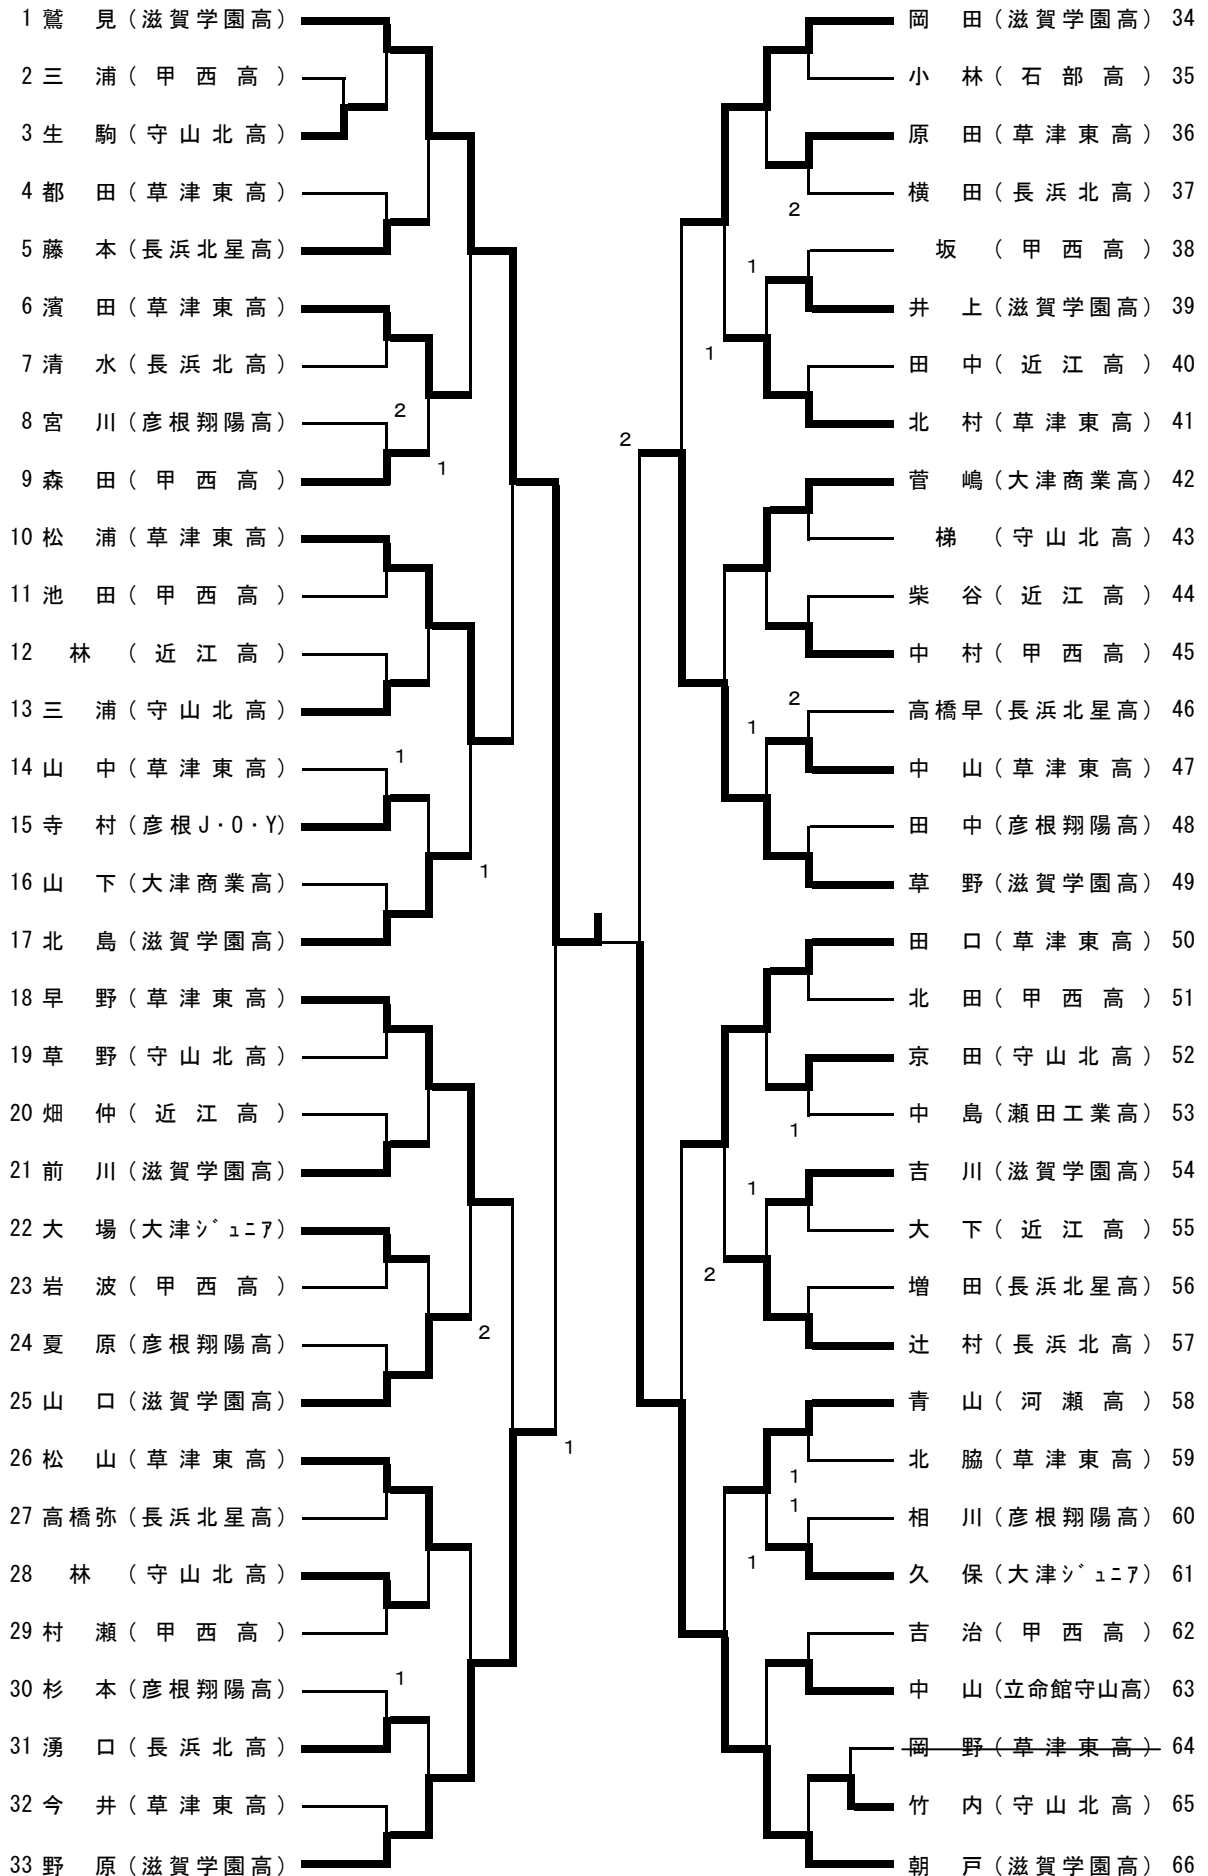 1 鷲 見 (滋賀学園高)
2 三 浦 (甲西高)
3 生 駒 (守山北高)
4 都 田 (草津東高)
5 藤 本 (長浜北星高)
6 濱 田 (草津東高)
7 清 水 (長浜北高)
2
8 宮 川 (彦根翔陽高)
1
9 森 田 (甲西高)
10 松 浦 (草津東高)
11 池 田 (甲西高)
12 林 (近江高)
13 三 浦 (守山北高)
1
14 山 中 (草津東高)
15 寺 村 (彦根J・O・Y)
1
16 山 下 (大津商業高)
17 北 島 (滋賀学園高)
18 早 野 (草津東高)
19 草 野 (守山北高)
20 畑 仲 (近江高)
21 前 川 (滋賀学園高)
22 大 場 (大津ｼﾞｭﾆｱ)
23 岩 波 (甲西高)
2
24 夏 原 (彦根翔陽高)
25 山 口 (滋賀学園高)
1
26 松 山 (草津東高)
27 高橋弥 (長浜北星高)
28 林 (守山北高)
29 村 瀬 (甲西高)
1
30 杉 本 (彦根翔陽高)
31 湧 口 (長浜北高)
32 今 井 (草津東高)
33 野 原 (滋賀学園高)
岡 田 (滋賀学園高) 34
小 林 (石部高) 35
原 田 (草津東高) 36
横 田 (長浜北高) 37
2
坂 (甲西高) 38
1
井 上 (滋賀学園高) 39
1
田 中 (近江高) 40
北 村 (草津東高) 41
2
菅 嶋 (大津商業高) 42
梯 (守山北高) 43
柴 谷 (近江高) 44
中 村 (甲西高) 45
2
高橋早 (長浜北星高) 46
1
中 山 (草津東高) 47
田 中 (彦根翔陽高) 48
草 野 (滋賀学園高) 49
田 口 (草津東高) 50
北 田 (甲西高) 51
京 田 (守山北高) 52
中 島 (瀬田工業高) 53
1
吉 川 (滋賀学園高) 54
1
大 下 (近江高) 55
2
増 田 (長浜北星高) 56
辻 村 (長浜北高) 57
青 山 (河瀬高) 58
北 脇 (草津東高) 59
1
1
相 川 (彦根翔陽高) 60
1
久 保 (大津ｼﾞｭﾆｱ) 61
吉 治 (甲西高) 62
中 山 (立命館守山高) 63
岡 野 (草津東高) 64
竹 内 (守山北高) 65
朝 戸 (滋賀学園高) 66